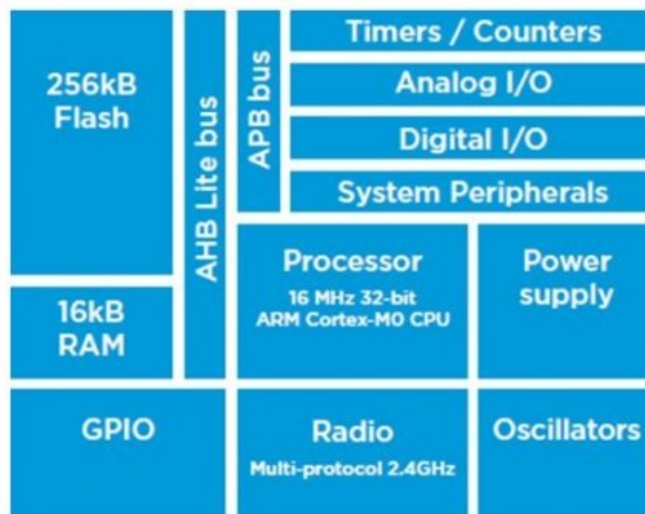 256kB
Flash
16kB
RAM
AHB Lite bus
APB bus
Timers / Counters
Analog I/O
Digital I/O
System Peripherals
Processor
16 MHz 32-bit
ARM Cortex-M0 CPU
Power
supply
GPIO
Radio
Multi-protocol 2.4GHz
Oscillators